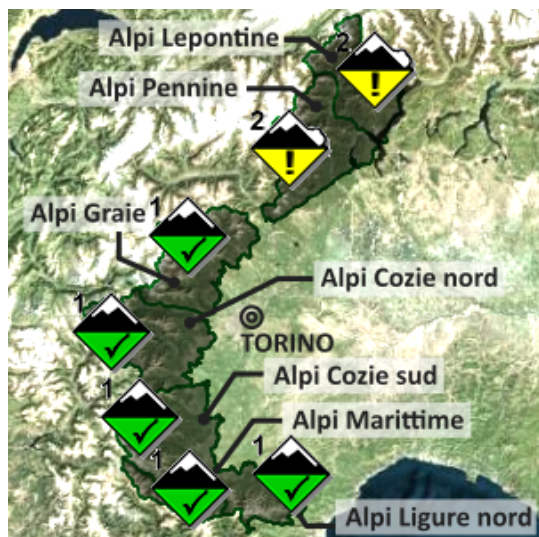 Alpi Lepontine
2
Alpi Pennine
2
!
!
Alpi Graie
1
Alpi Cozie nord
1
TORINO
Alpi Cozie sud
1
Alpi Marittime
1
1
Alpi Ligure nord